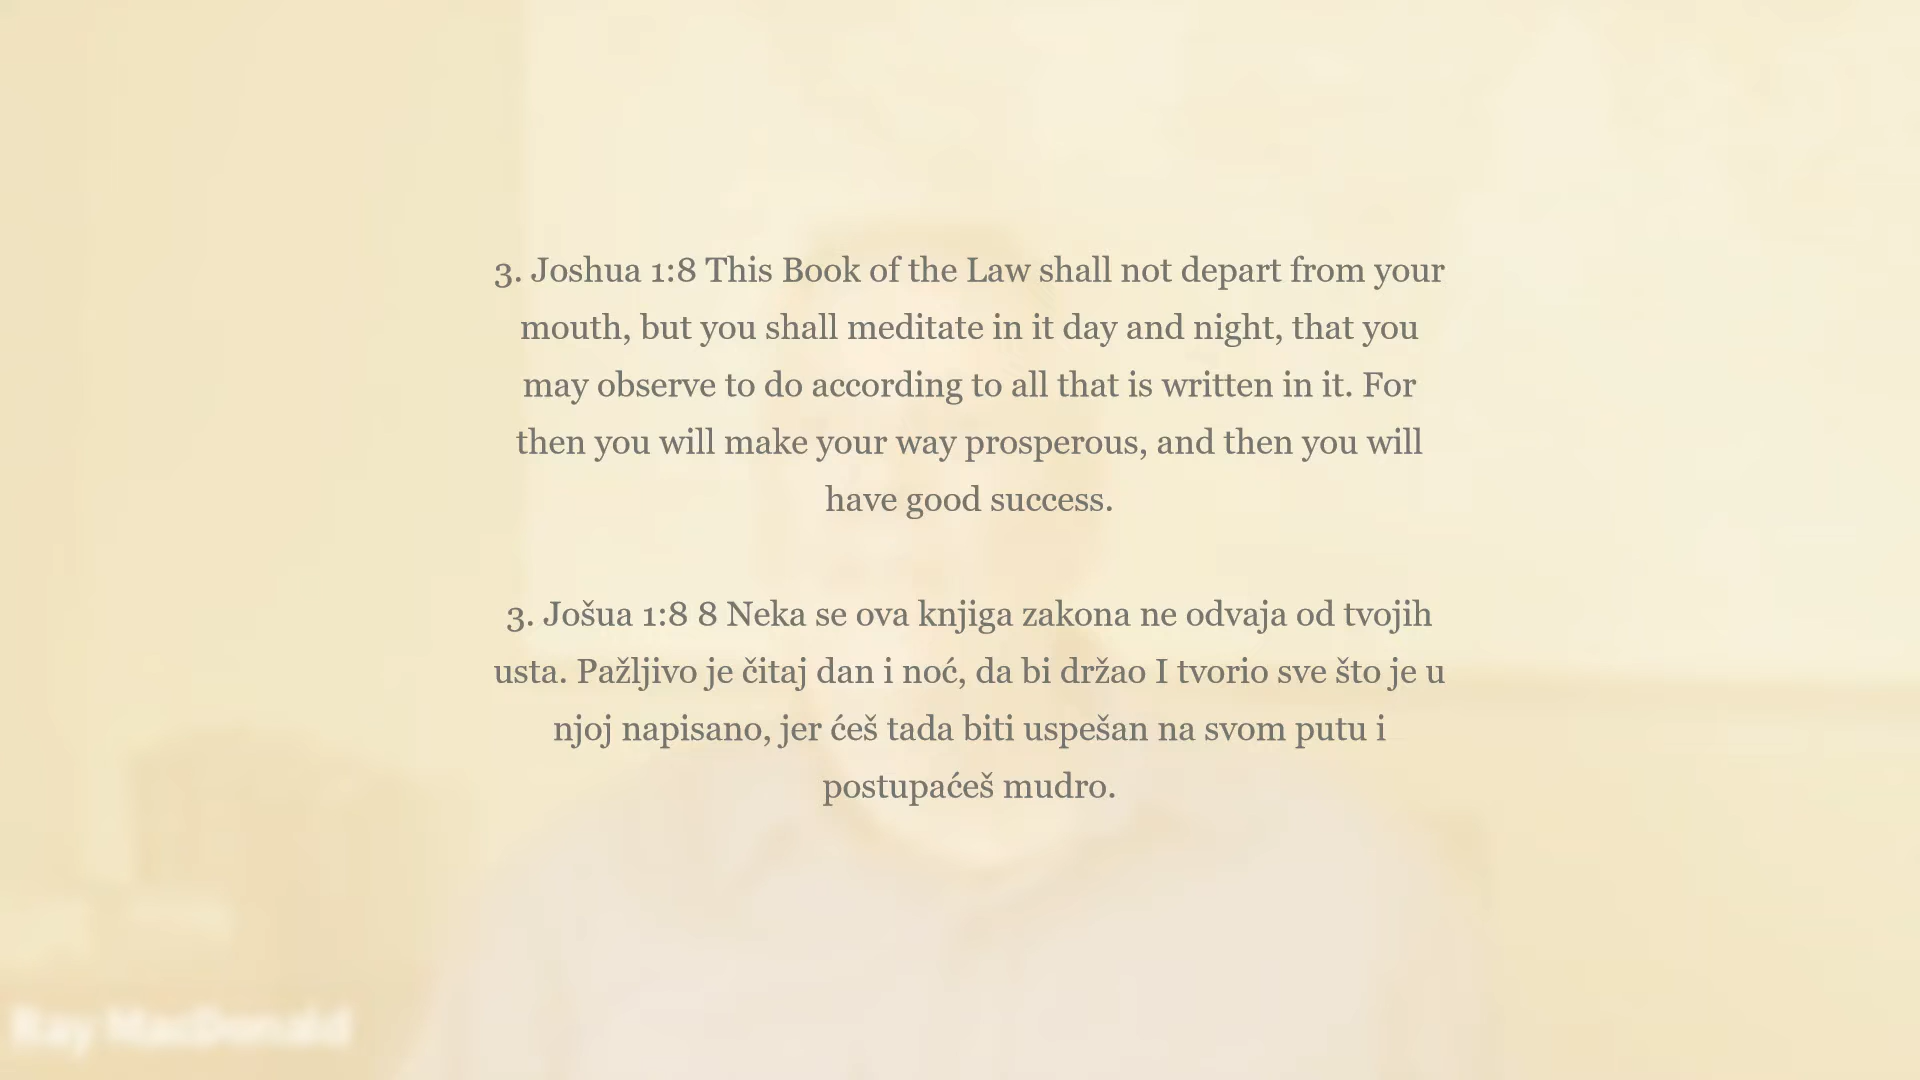 3. Joshua 1:8 This Book of the Law shall not depart from your
mouth, but you shall meditate in it day and night, that you
may observe to do according to all that is written in it. For
then you will make your way prosperous, and then you will
have good success.
3. Jošua 1:8 8 Neka se ova knjiga zakona ne odvaja od tvojih
usta. Pažljivo je čitaj dan i noć, da bi držao I tvorio sve što je u
njoj napisano, jer ćeš tada biti uspešan na svom putu i
postupaćeš mudro.
Ray MacDonald